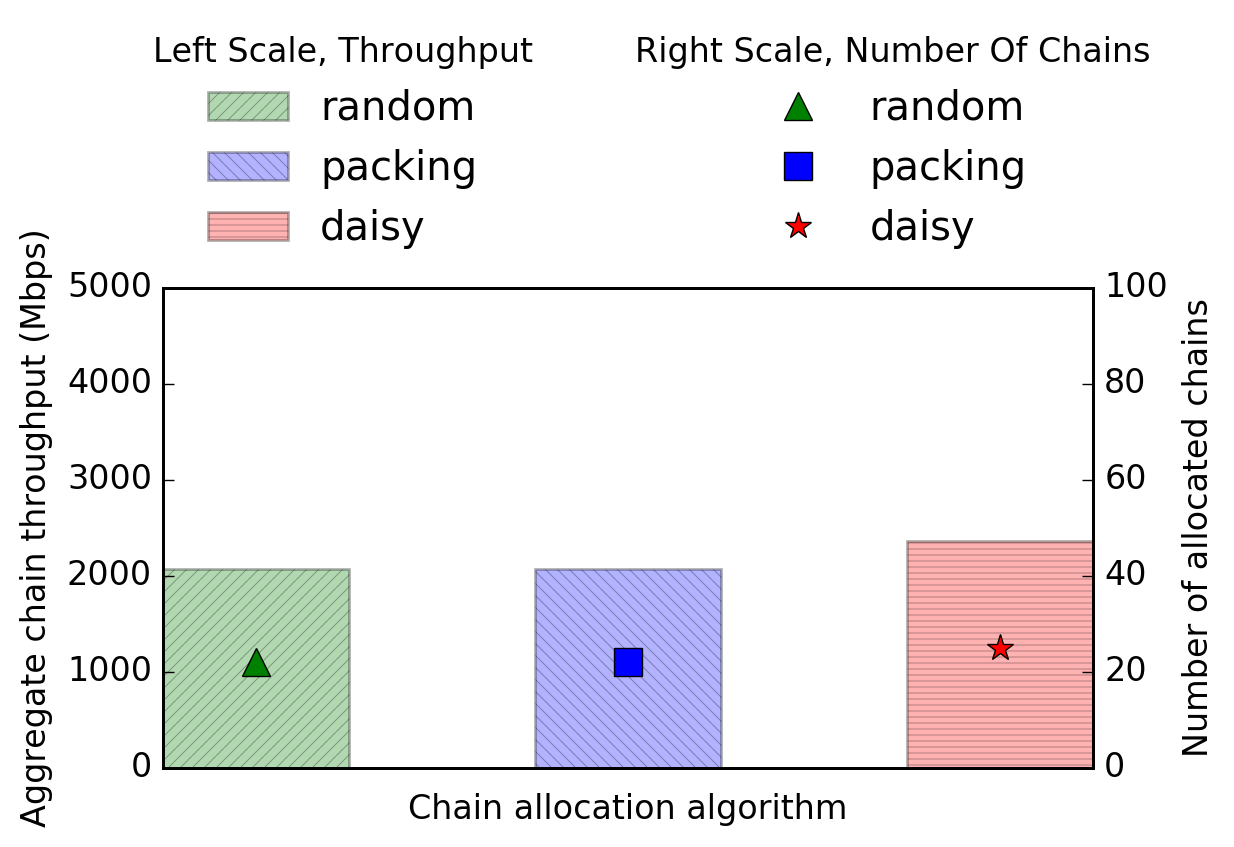 Left Scale, Throughput
random
packing
daisy
Right Scale, Number Of Chains
random
packing
daisy
Aggregate chain throughput (Mbps)
5000
4000
3000
2000
1000
0
100
80
60
40
20
0
Number of allocated chains
Chain allocation algorithm